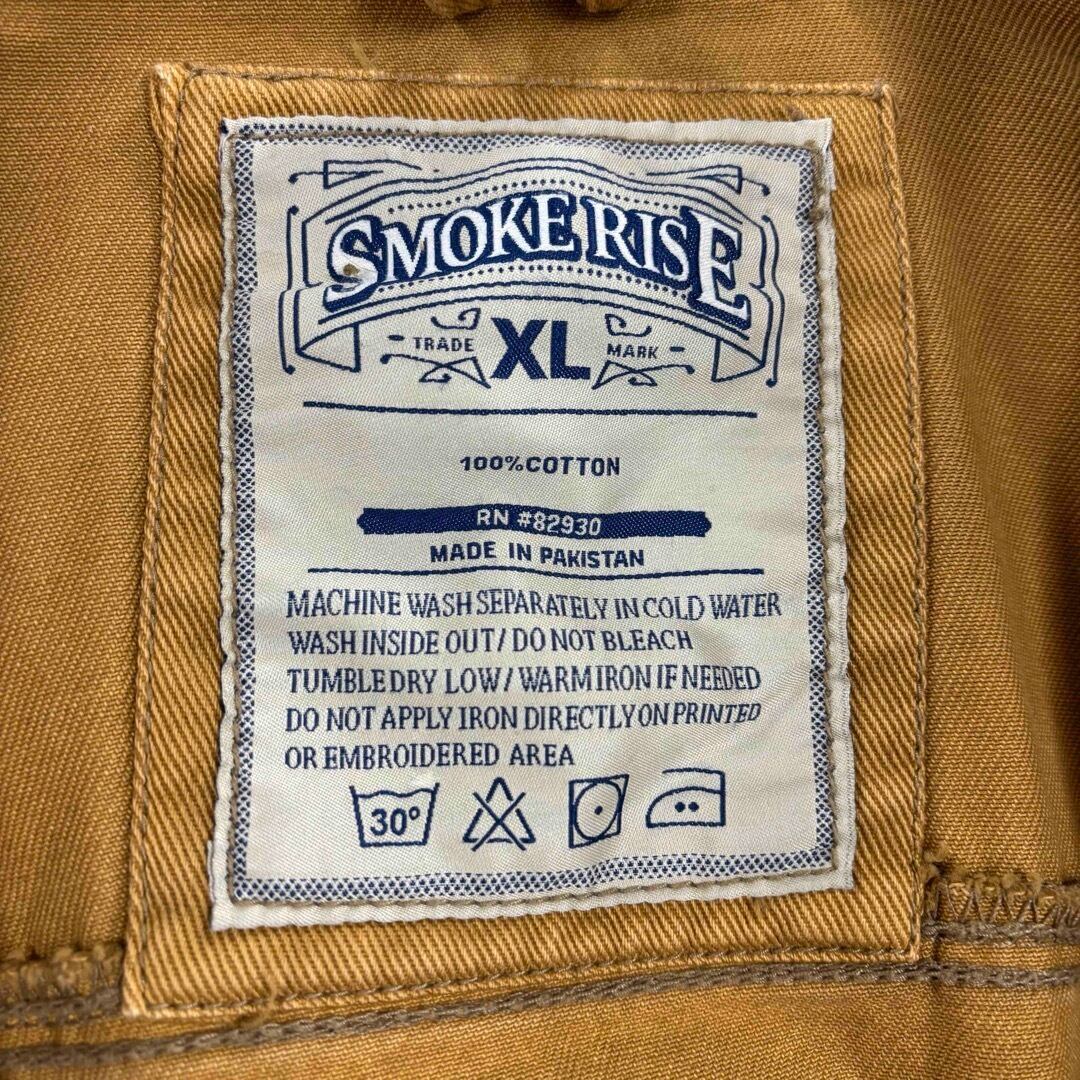 SMOKE RISE
TRADE XL MARK
100%COTTON
RN #82930
MADE IN PAKISTAN
MACHINE WASH SEPARATELY IN COLD WATER
WASH INSIDE OUT/ DO NOT BLEACH
TUMBLE DRY LOW/ WARM IRON IF NEEDED
DO NOT APPLY IRON DIRECTLY ON PRINTED
OR EMBROIDERED AREA
30°